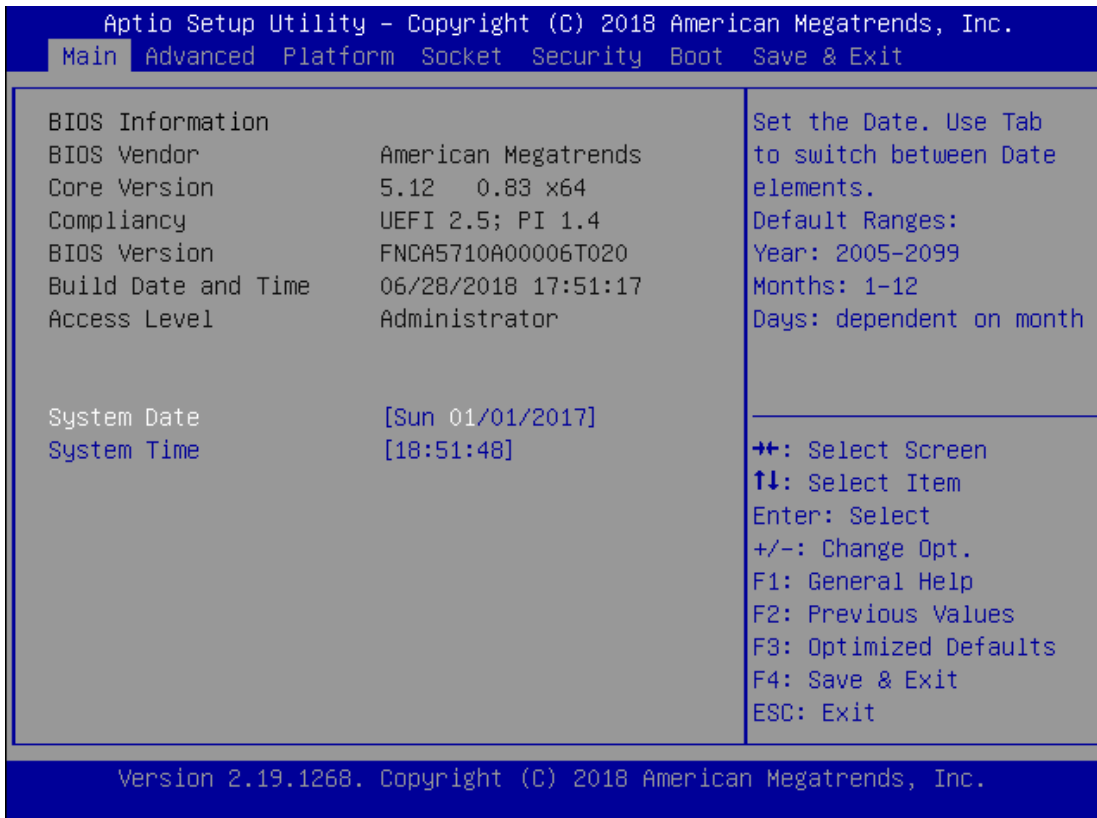 Aptio Setup Utility – Copyright (C) 2018 American Megatrends, Inc.
Main Advanced Platform Socket Security Boot Save & Exit
BIOS Information
BIOS Vendor American Megatrends
Core Version 5.12 0.83 x64
Compliancy UEFI 2.5; PI 1.4
BIOS Version FNCA5710A00006T020
Build Date and Time 06/28/2018 17:51:17
Access Level Administrator
System Date [Sun 01/01/2017]
System Time [18:51:48]
Set the Date. Use Tab
to switch between Date
elements.
Default Ranges:
Year: 2005-2099
Months: 1-12
Days: dependent on month
→←: Select Screen
↑↓: Select Item
Enter: Select
+/-: Change Opt.
F1: General Help
F2: Previous Values
F3: Optimized Defaults
F4: Save & Exit
ESC: Exit
Version 2.19.1268. Copyright (C) 2018 American Megatrends, Inc.